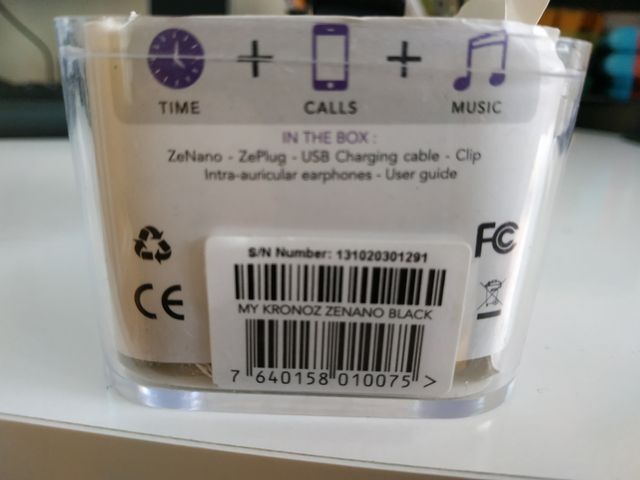 TIME
CALLS
MUSIC
IN THE BOX :
ZeNano - ZePlug - USB Charging cable - Clip
Intra-auricular earphones - User guide
FC
CE
S/N Number: 131020301291
MY KRONOZ ZENANO BLACK
7 640158 010075 >